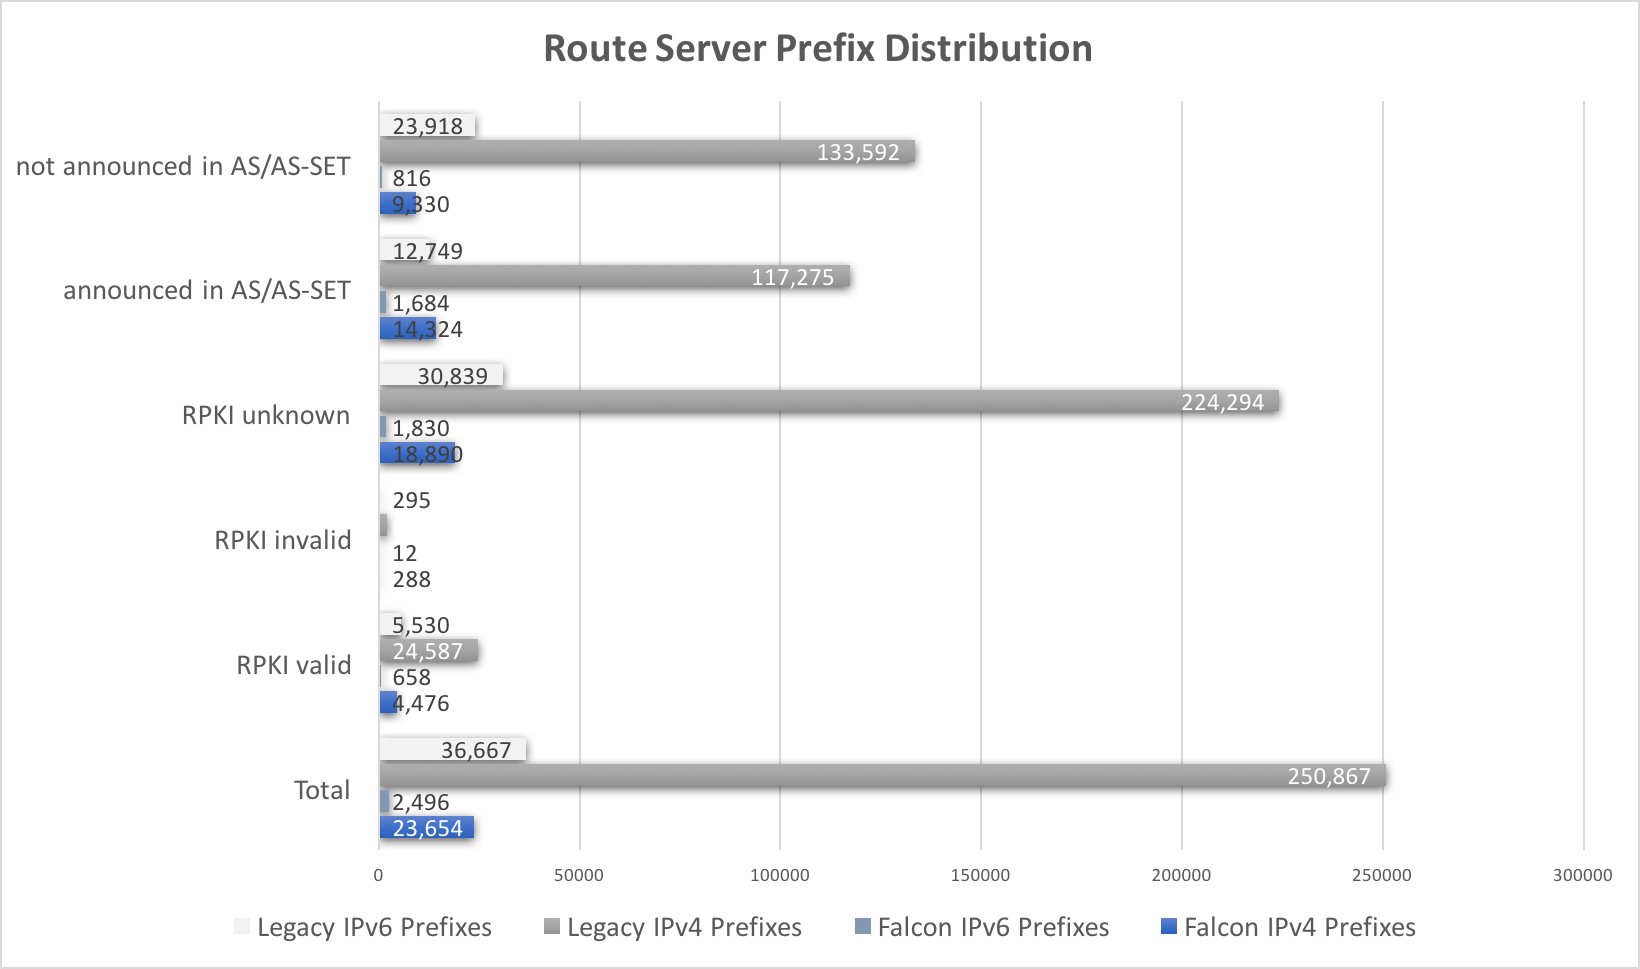 Route Server Prefix Distribution
not announced in AS/AS-SET
23,918
133,592
816
9,330
announced in AS/AS-SET
12,749
117,275
1,684
14,324
RPKI unknown
30,839
224,294
1,830
18,890
RPKI invalid
295
12
288
RPKI valid
5,530
24,587
658
4,476
Total
36,667
250,867
2,496
23,654
0 50000 100000 150000 200000 250000 300000
Legacy IPv6 Prefixes Legacy IPv4 Prefixes Falcon IPv6 Prefixes Falcon IPv4 Prefixes